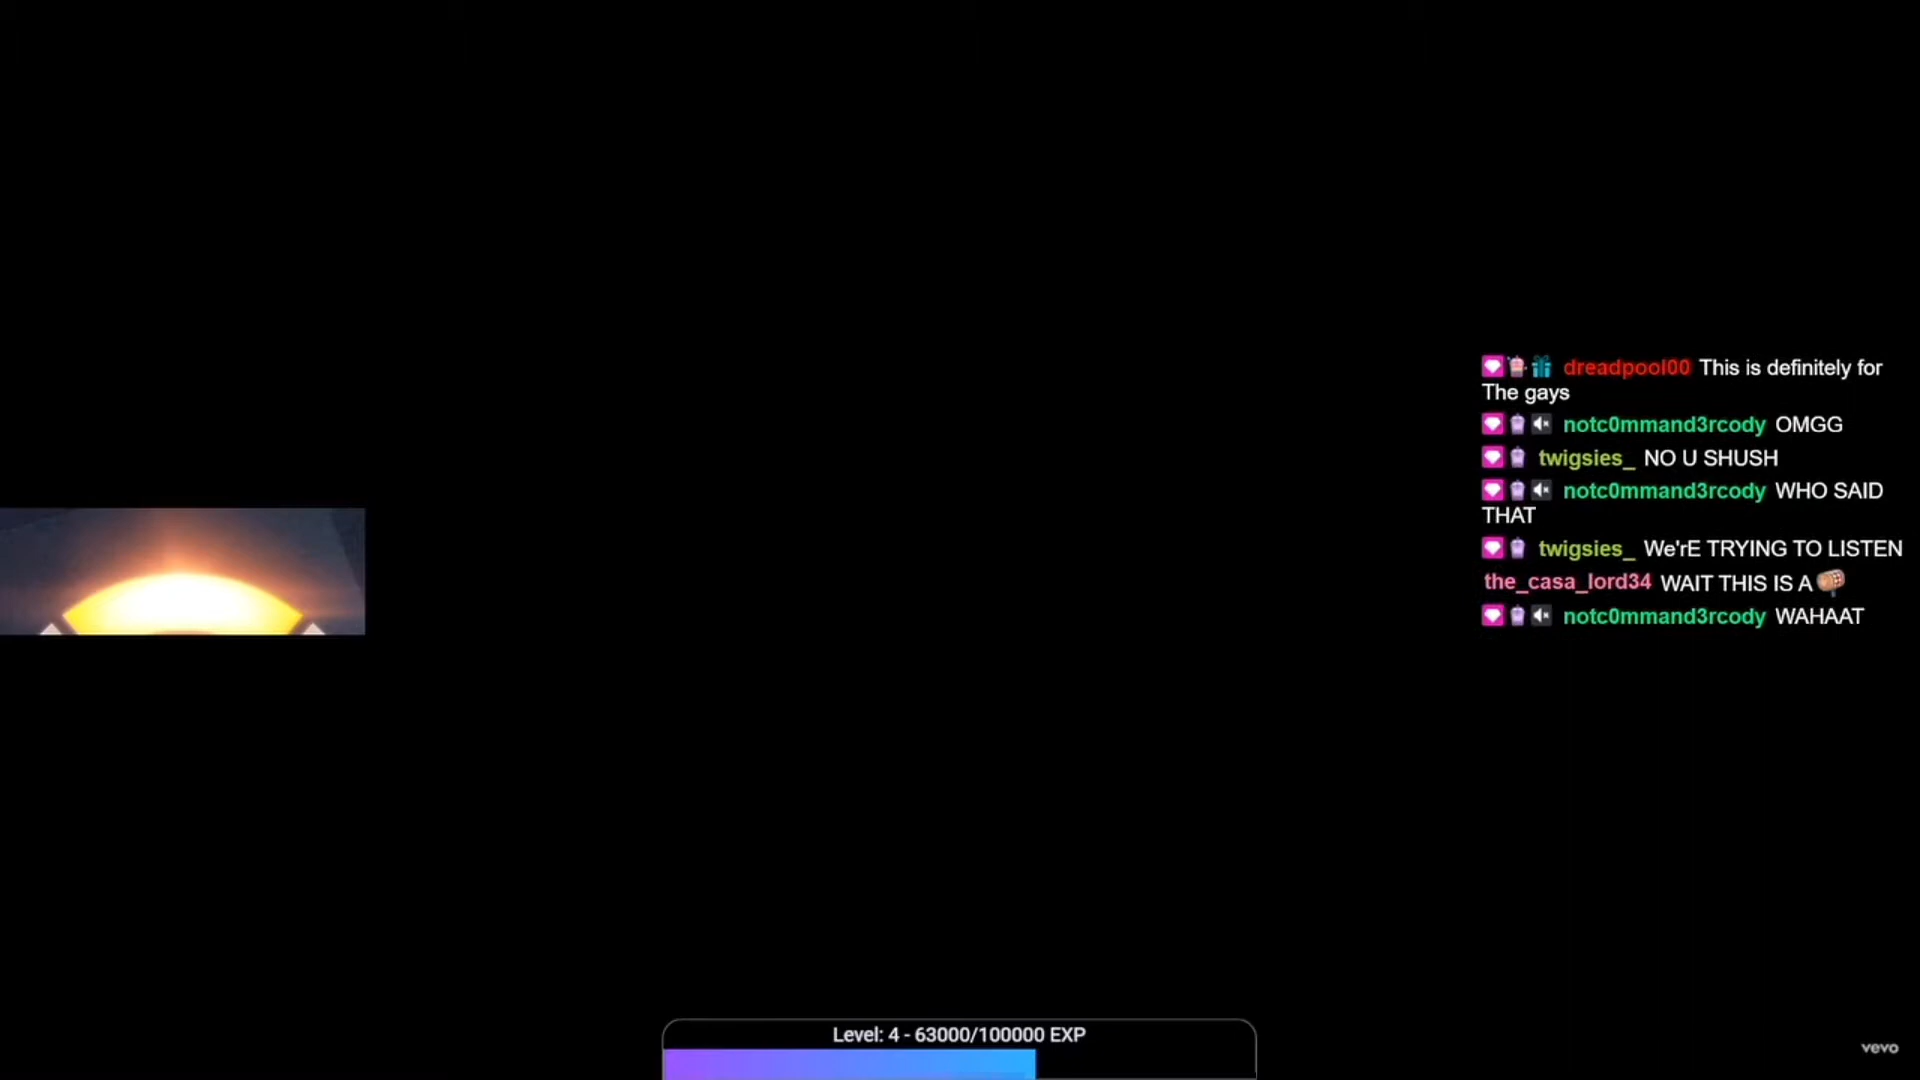 dreadpool00 This is definitely for
The gays
notc0mmand3rcody OMGG
twigsies_ NO U SHUSH
notc0mmand3rcody WHO SAID
THAT
twigsies_ We'rE TRYING TO LISTEN
the_casa_lord34 WAIT THIS IS A
notc0mmand3rcody WAHAAT
Level: 4 - 63000/100000 EXP
vevo